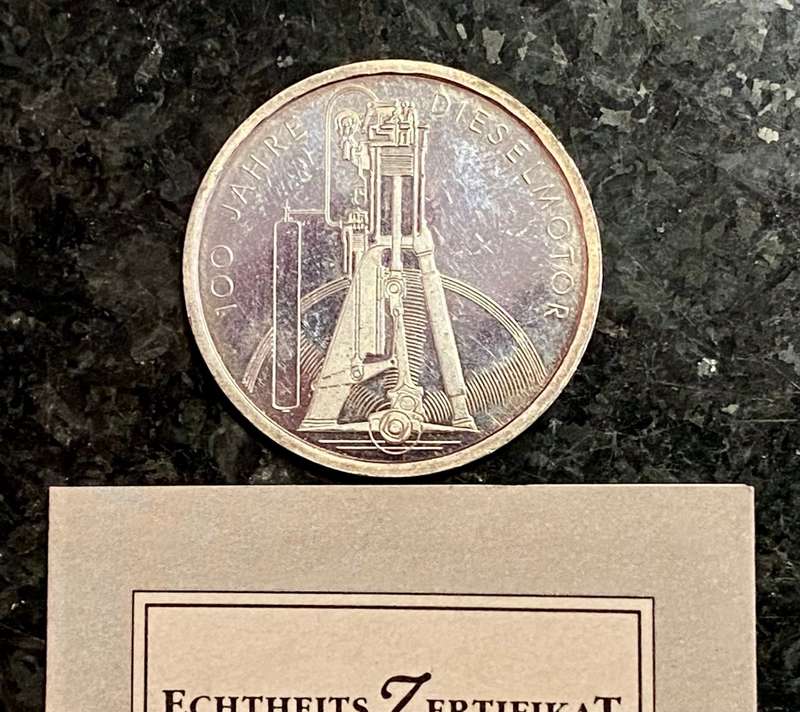 100 JAHRE DIESELMOTOR
ECHTHEITS ZERTIFIKAT